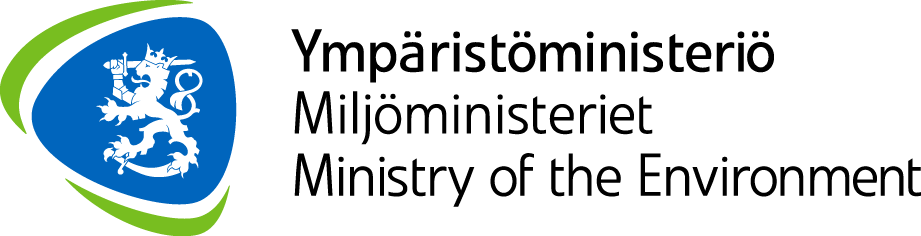 Ympäristöministeriö
Miljöministeriet
Ministry of the Environment